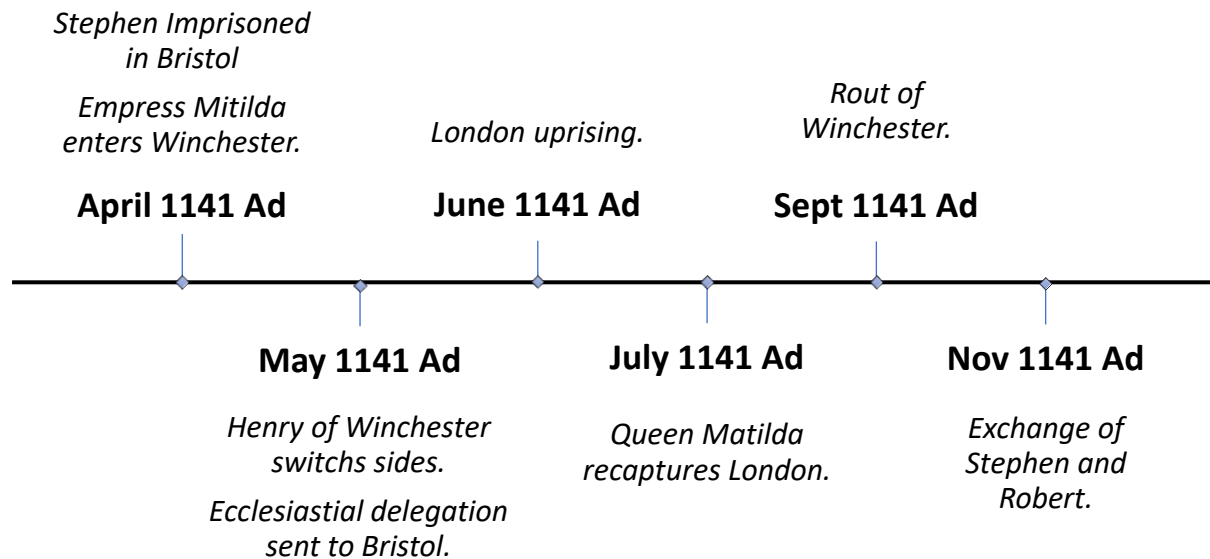 Stephen Imprisoned
in Bristol
Empress Mitilda
enters Winchester.
April 1141 Ad
May 1141 Ad
Henry of Winchester
switchs sides.
Ecclesiastial delegation
sent to Bristol.
London uprising.
June 1141 Ad
July 1141 Ad
Queen Matilda
recaptures London.
Rout of
Winchester.
Sept 1141 Ad
Nov 1141 Ad
Exchange of
Stephen and
Robert.